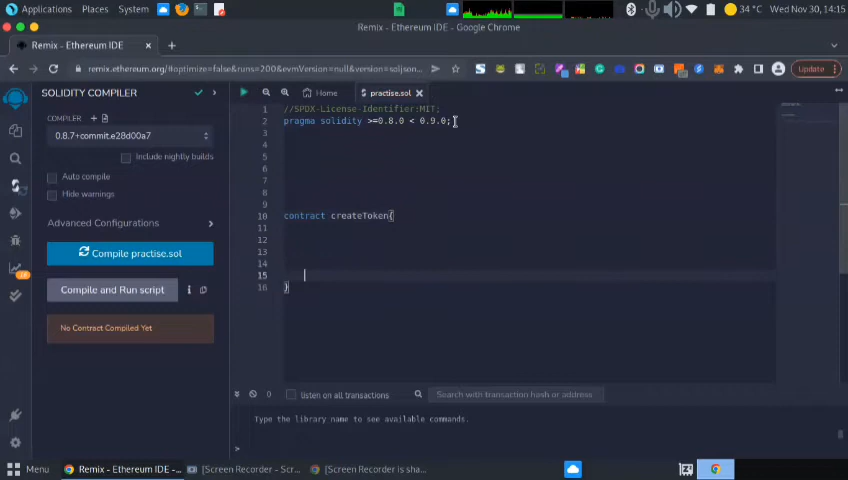 Applications Places System
34 °C Wed Nov 30, 14:15
Remix - Ethereum IDE - Google Chrome
Remix - Ethereum IDE
remix.ethereum.org/#optimize=false&runs=200&evmVersion=null&version=soljson...
Update
SOLIDITY COMPILER
COMPILER
0.8.7+commit.e28d00a7
Include nightly builds
Auto compile
Hide warnings
Advanced Configurations
Compile practise.sol
Compile and Run script
No Contract Compiled Yet
Home
practise.sol
1 //SPDX-License-Identifier:MIT;
2 pragma solidity >=0.8.0 < 0.9.0;
3
4
5
6
7
8
9
10 contract createToken{
11
12
13
14
15
16 }
0 listen on all transactions Search with transaction hash or address
Type the library name to see available commands.
>
Menu Remix - Ethereum IDE -... [Screen Recorder - Scr... [Screen Recorder is sha...